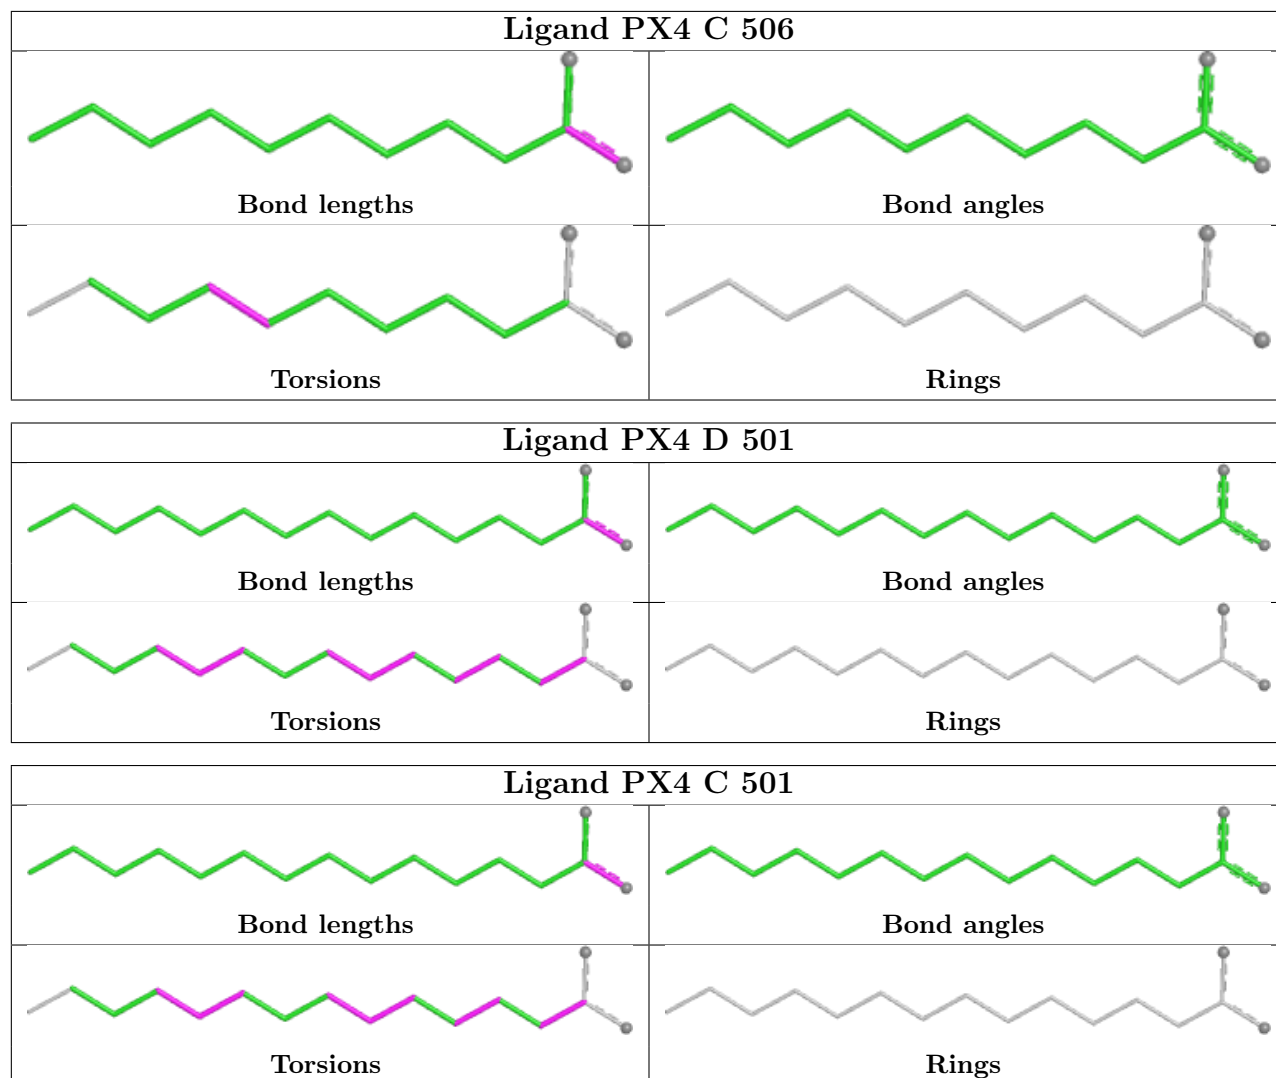 Ligand PX4 C 506
Bond lengths
Bond angles
Torsions
Rings
Ligand PX4 D 501
Bond lengths
Bond angles
Torsions
Rings
Ligand PX4 C 501
Bond lengths
Bond angles
Torsions
Rings